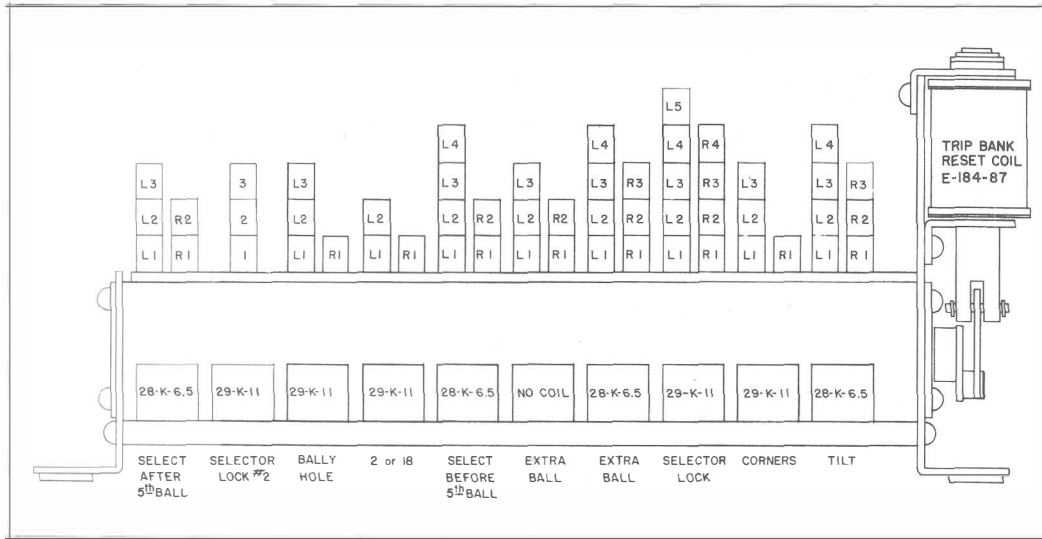 L5
L4 L4 L4 R4 L4
L3 3 L3 L3 L3 L3 R3 L3 R3 L3 L3 R3
L2 R2 2 L2 L2 L2 R2 L2 R2 L2 R2 L2 R2 L2 L2 R2
L1 R1 1 L1 R1 L1 R1 L1 R1 L1 R1 L1 R1 L1 R1 L1 R1 L1 R1
TRIP BANK
RESET COIL
E-184-87
28-K-6.5 29-K-11 29-K-11 29-K-11 28-K-6.5 NO COIL 28-K-6.5 29-K-11 29-K-11 28-K-6.5
SELECT
AFTER
5th BALL
SELECTOR
LOCK #2
BALLY
HOLE
2 or 18
SELECT
BEFORE
5th BALL
EXTRA
BALL
EXTRA
BALL
SELECTOR
LOCK
CORNERS
TILT